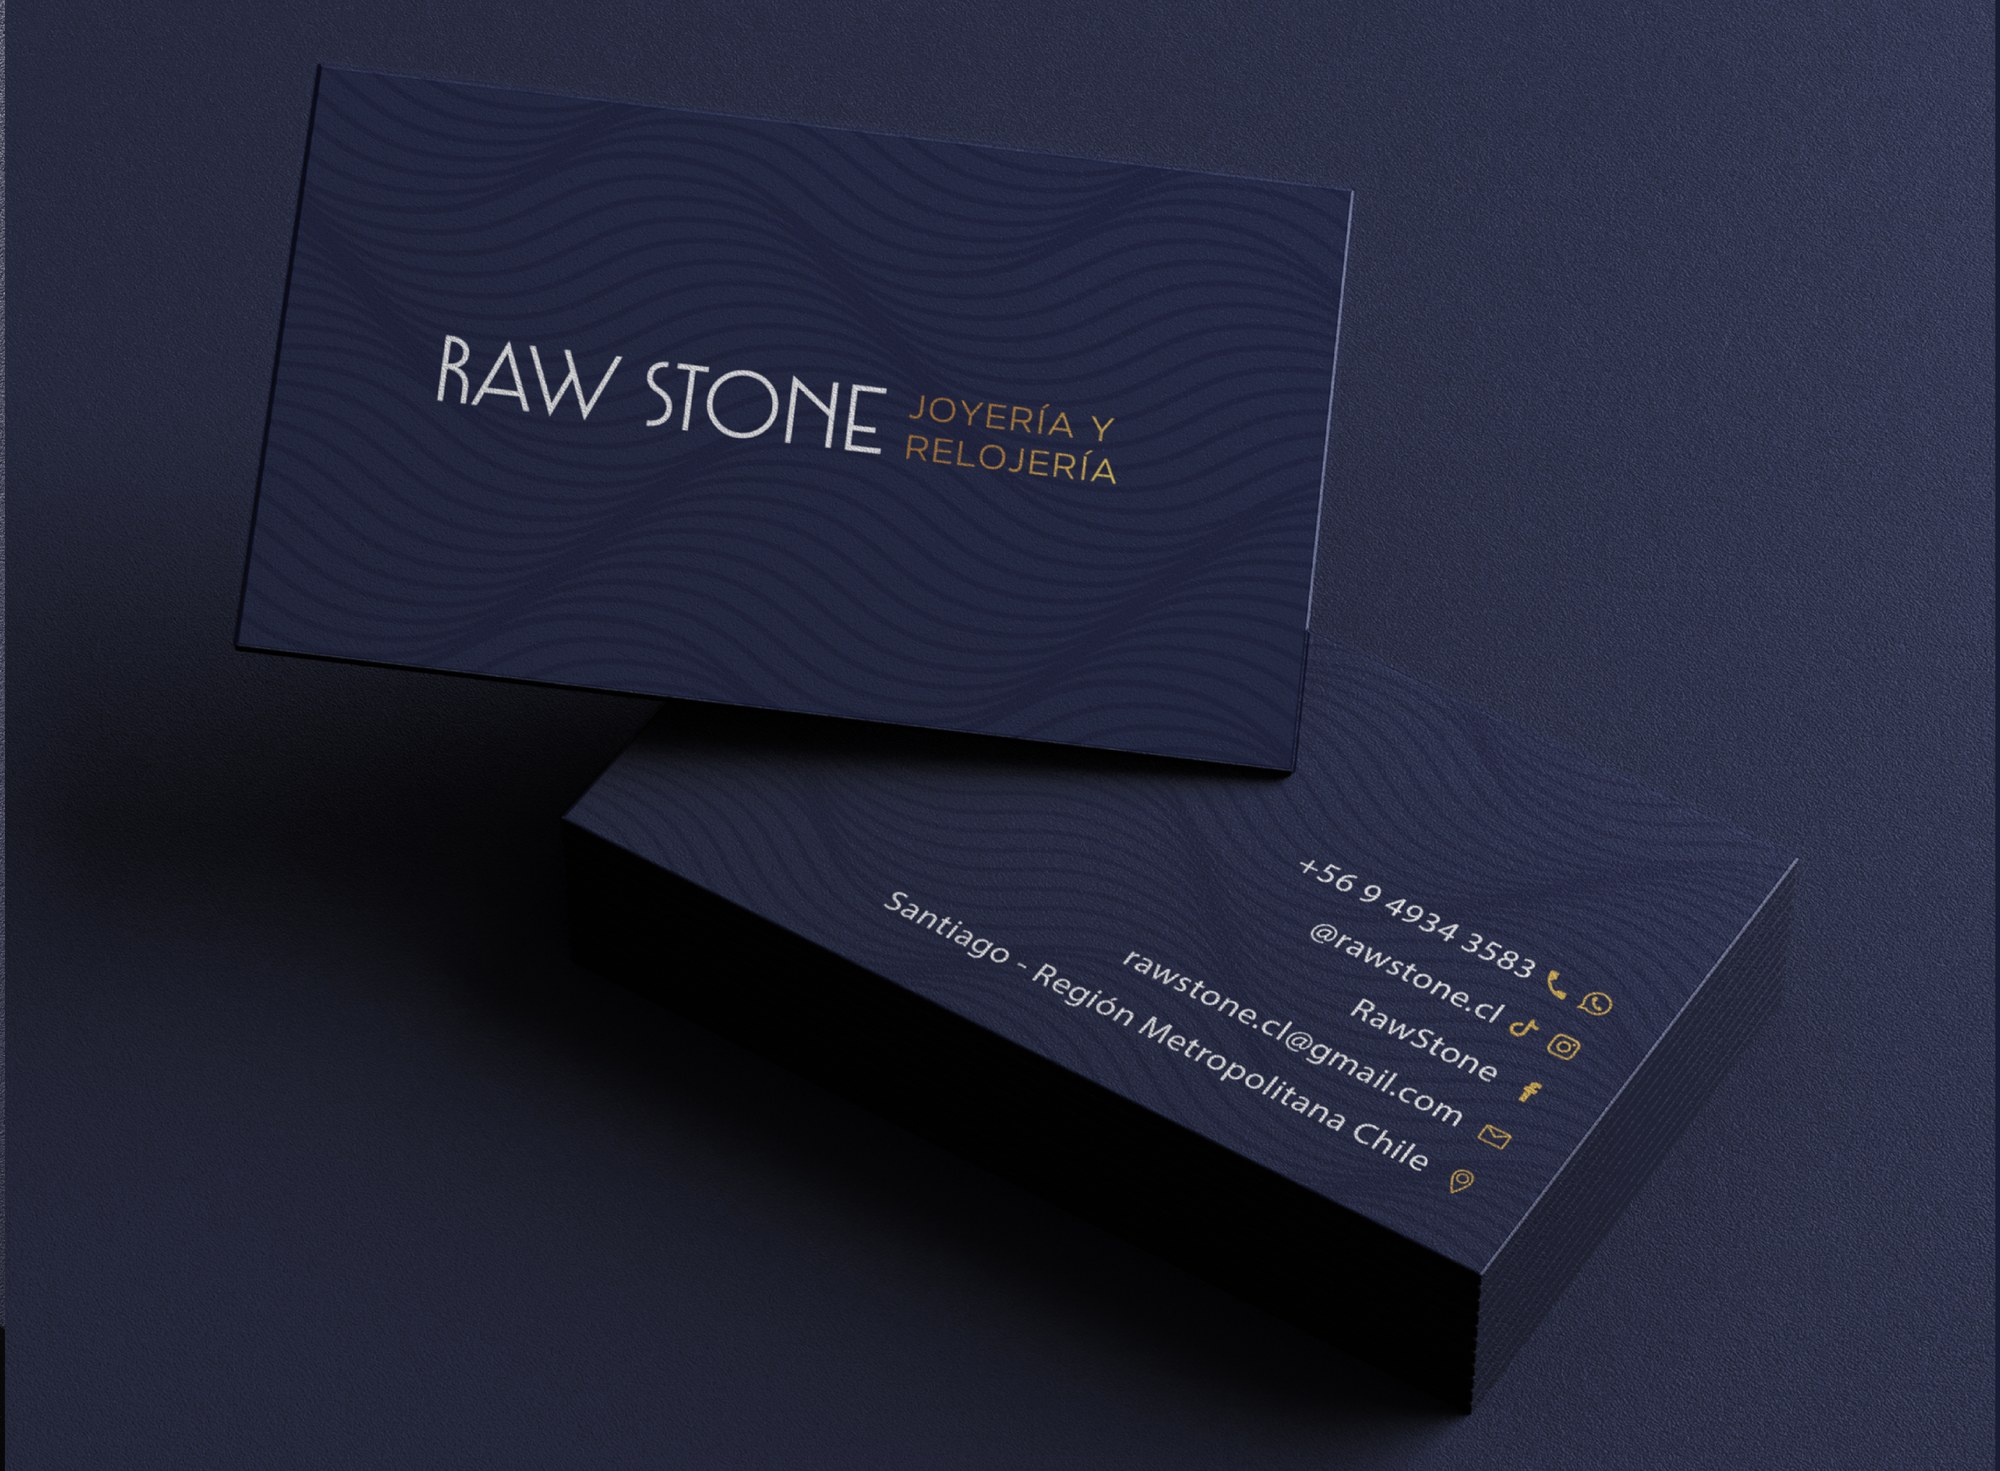 RAW STONE
JOYERÍA Y
RELOJERÍA
+56 9 4934 3583
@rawstone.cl
RawStone
rawstone.cl@gmail.com
Santiago - Región Metropolitana Chile